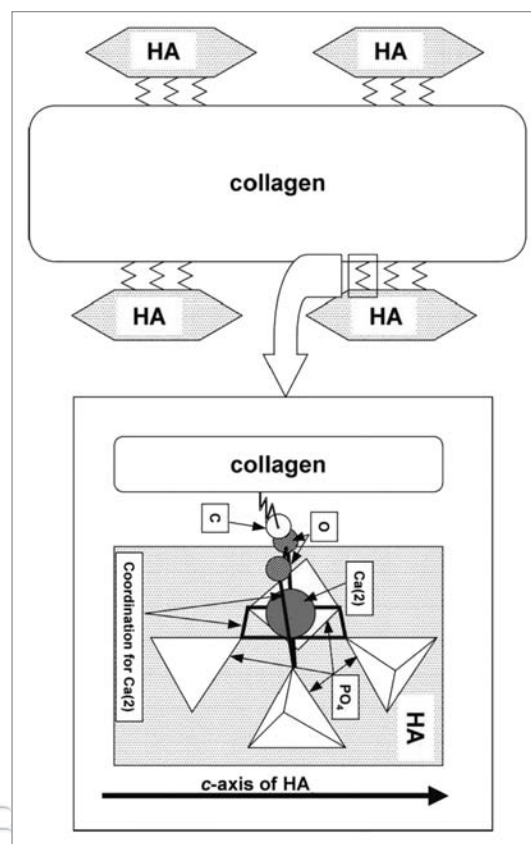 HA
HA
collagen
HA
HA
collagen
C
O
Ca(2)
Coordination for Ca(2)
PO4
HA
c-axis of HA